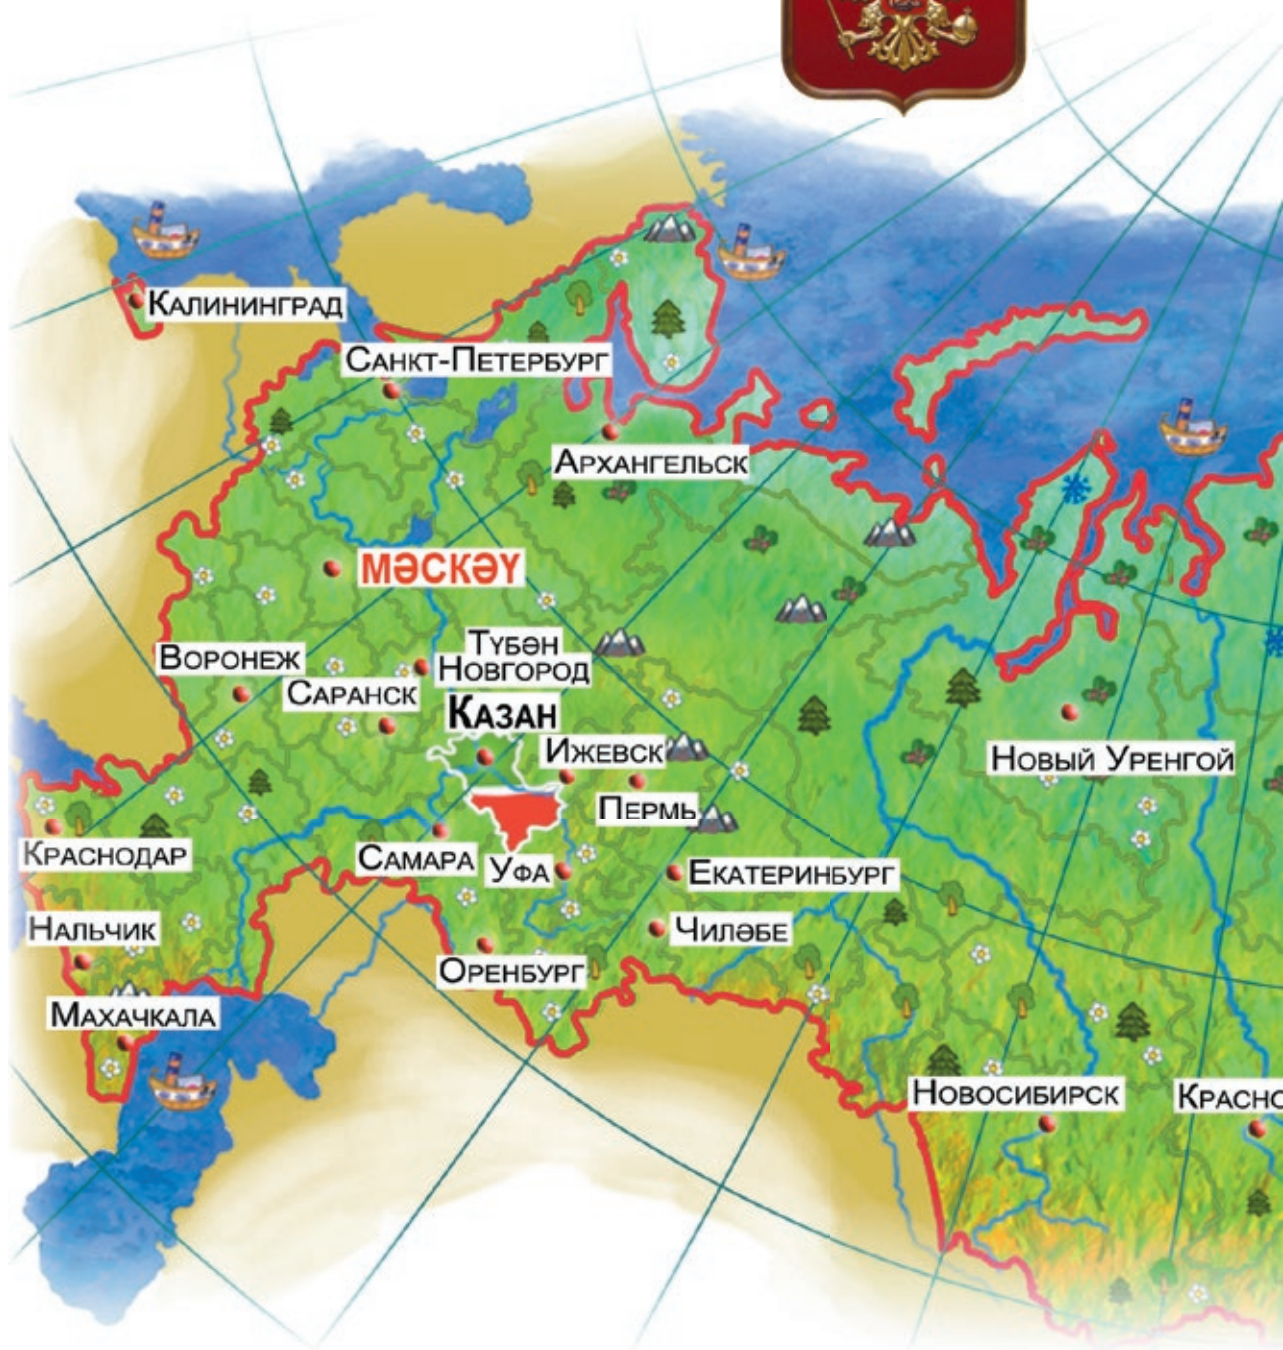 Калининград
Санкт-Петербург
Архангельск
Мәскәү
Түбән
Новгород
Воронеж
Саранск
Казан
Ижевск
Новый Уренгой
Пермь
Краснодар
Самара
Уфа
Екатеринбург
Нальчик
Чиләбе
Оренбург
Махачкала
Новосибирск